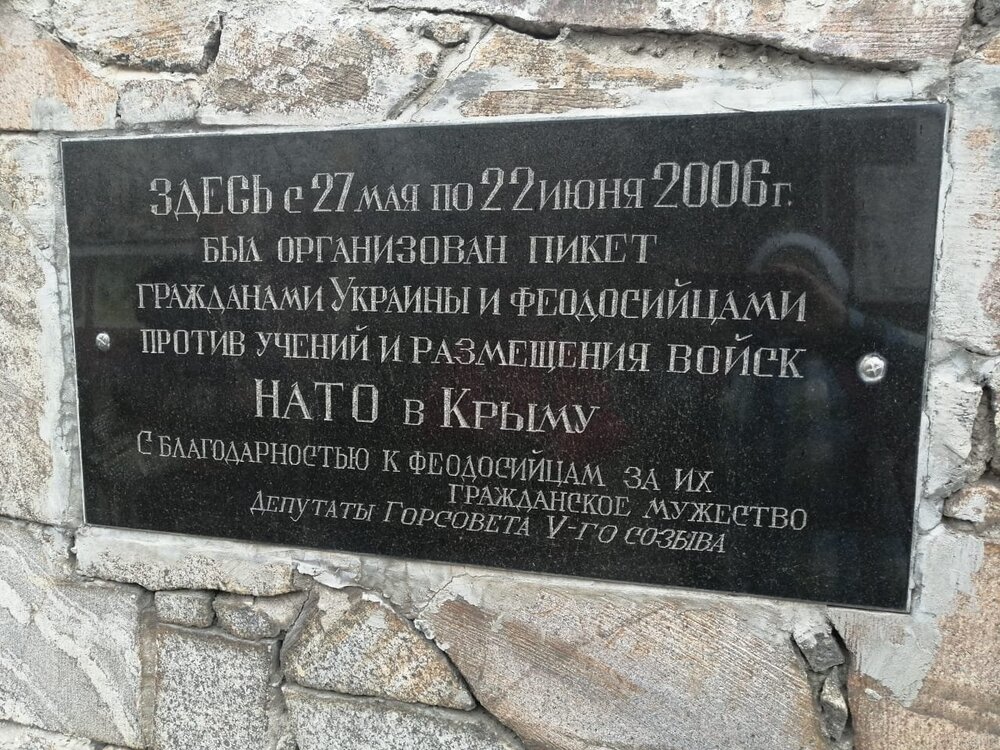 ЗДЕСЬ с 27 мая по 22 июня 2006 г.
был организован пикет
гражданами Украины и феодосийцами
против учений и размещения войск
НАТО в Крыму
С благодарностью к феодосийцам за их
гражданское мужество
Депутаты Горсовета V-го созыва